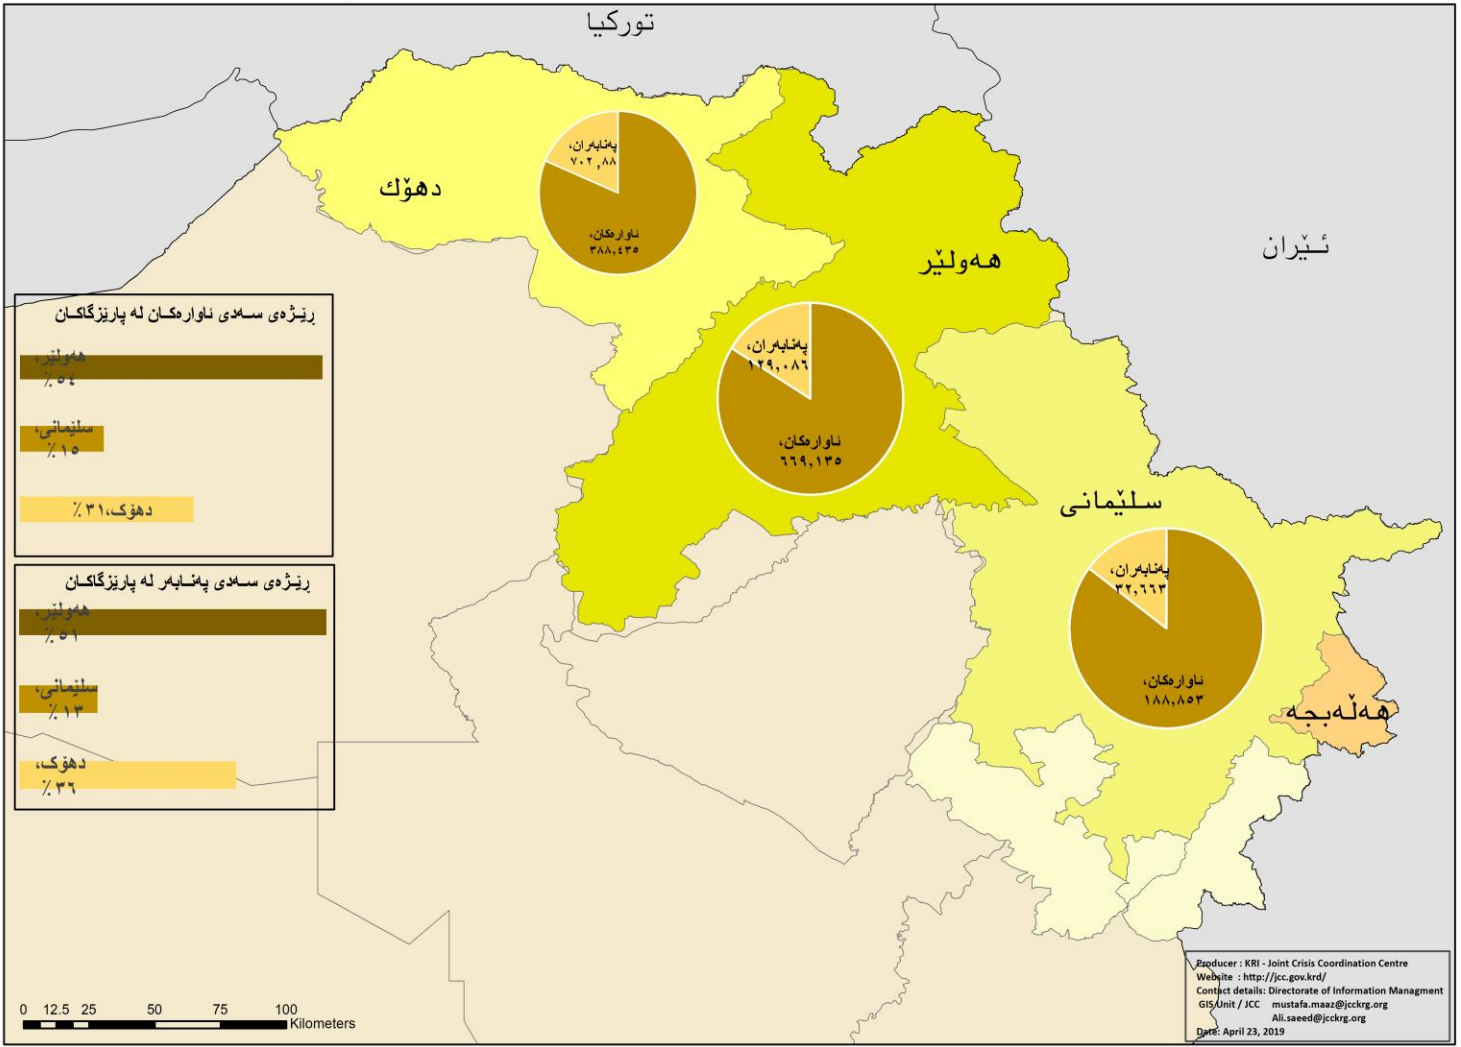 تورکیا
ئـێران
دهۆك
هەولێر
سلێمانی
هەڵەبجە
پەنابەران،
٧٠٢,٨٨
ئاوارەکان،
٣٨٨,٤٣٥
پەنابەران،
١٢٩,٠٨٦
ئاوارەکان،
٦٦٩,١٣٥
پەنابەران،
٣٢,٦٦٣
ئاوارەکان،
١٨٨,٨٥٣
رێـژەی سـەدی ئاوارەکـان لە پارێزگاکـان
هەولێر،
٥٤٪
سلێمانی،
١٥٪
دهۆک،٣١٪
رێـژەی سـەدی پەنـابەر لە پارێزگاکـان
هەولێر،
٥١٪
سلێمانی،
١٣٪
دهۆک،
٣٦٪
0 12.5 25 50 75 100
Kilometers
Producer : KRI - Joint Crisis Coordination Centre
Website : http://jcc.gov.krd/
Contact details: Directorate of Information Managment
GIS Unit / JCC mustafa.maaz@jcckrg.org
Ali.saeed@jcckrg.org
Date: April 23, 2019